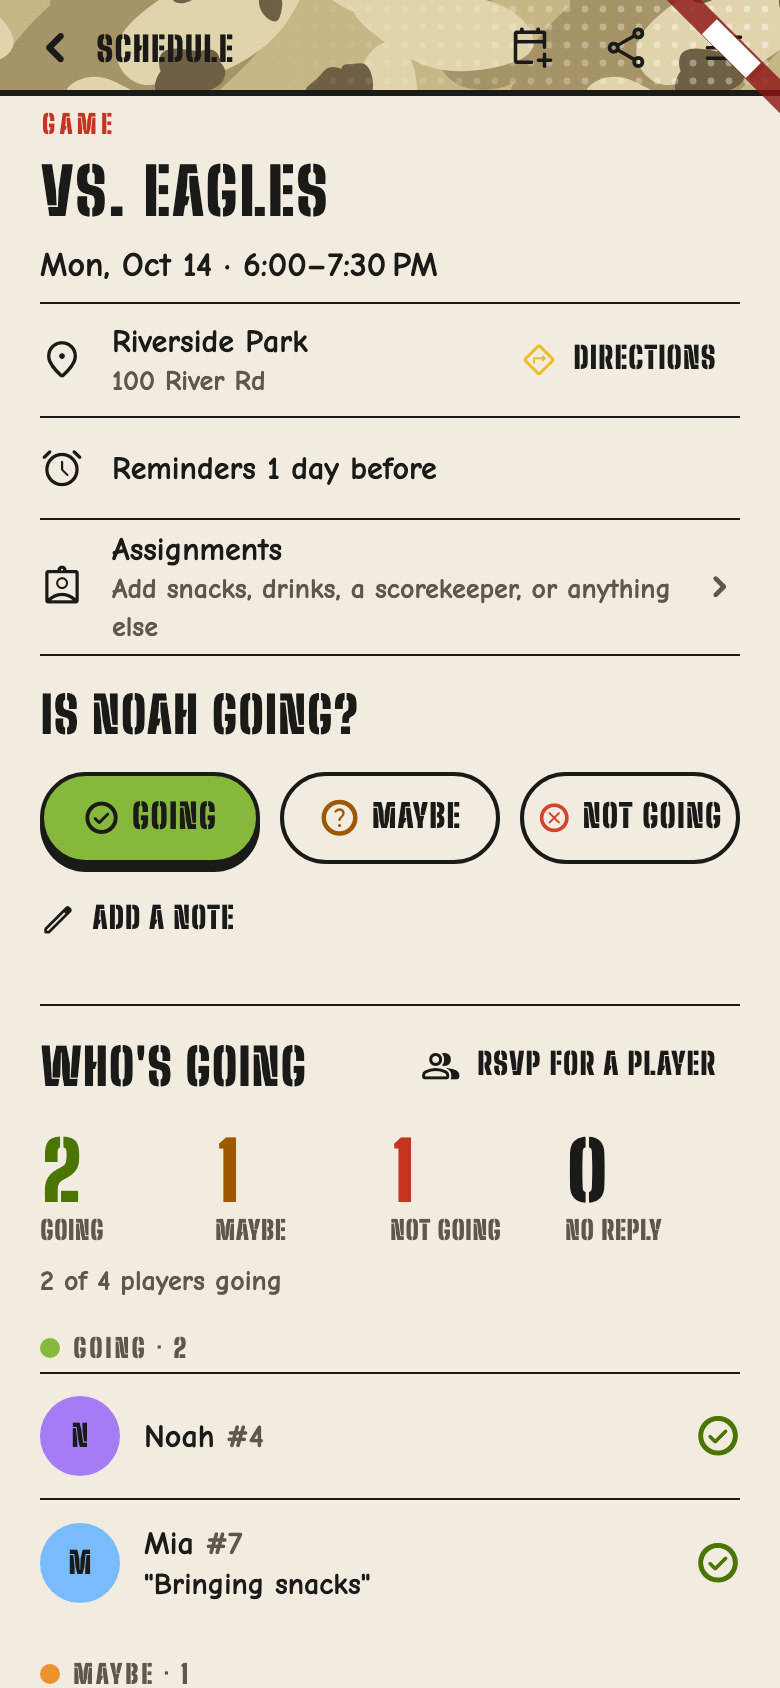 SCHEDULE
GAME
VS. EAGLES
Mon, Oct 14 · 6:00–7:30 PM
Riverside Park
100 River Rd
DIRECTIONS
Reminders 1 day before
Assignments
Add snacks, drinks, a scorekeeper, or anything
else
IS NOAH GOING?
GOING
MAYBE
NOT GOING
ADD A NOTE
WHO'S GOING
RSVP FOR A PLAYER
2 1 1 0
GOING MAYBE NOT GOING NO REPLY
2 of 4 players going
GOING · 2
N
Noah #4
M
Mia #7
"Bringing snacks"
MAYBE · 1